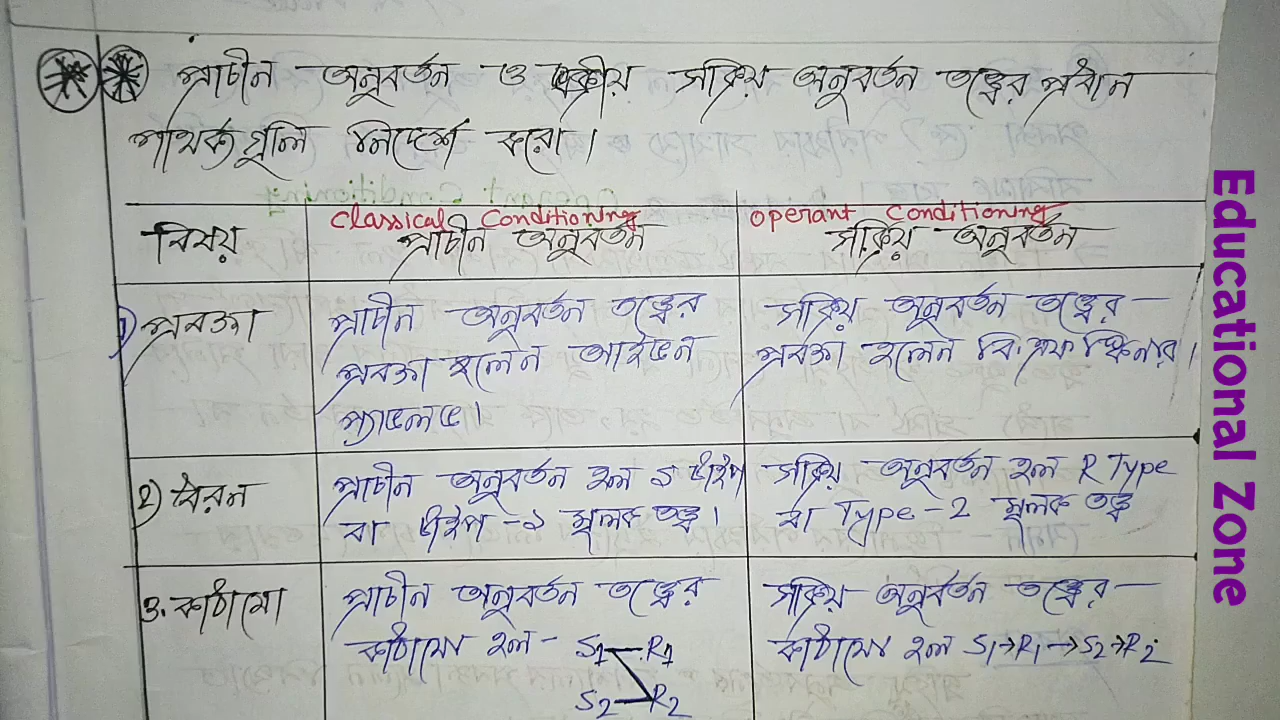 প্রাচীন অনুবর্তন ও সক্রিয় অনুবর্তন তত্ত্বের প্রধান
পার্থক্যগুলি নির্দেশ করো।
বিষয়
Classical Conditioning
প্রাচীন অনুবর্তন
operant Conditioning
সক্রিয় অনুবর্তন
১) প্রবক্তা
প্রাচীন অনুবর্তন তত্ত্বের
প্রবক্তা হলেন আইভান
প্যাভলভ।
সক্রিয় অনুবর্তন তত্ত্বের
প্রবক্তা হলেন বি. এফ স্কিনার।
২) ধরন
প্রাচীন অনুবর্তন হল S টাইপ
বা টাইপ -১ মূলক তত্ত্ব।
সক্রিয় অনুবর্তন হল R Type
বা Type-2 মূলক তত্ত্ব
৩. কাঠামো
প্রাচীন অনুবর্তন তত্ত্বের
কাঠামো হল - S1 - R1
S2 R2
সক্রিয় অনুবর্তন তত্ত্বের
কাঠামো হল S1→R1→S2→R2
Educational Zone